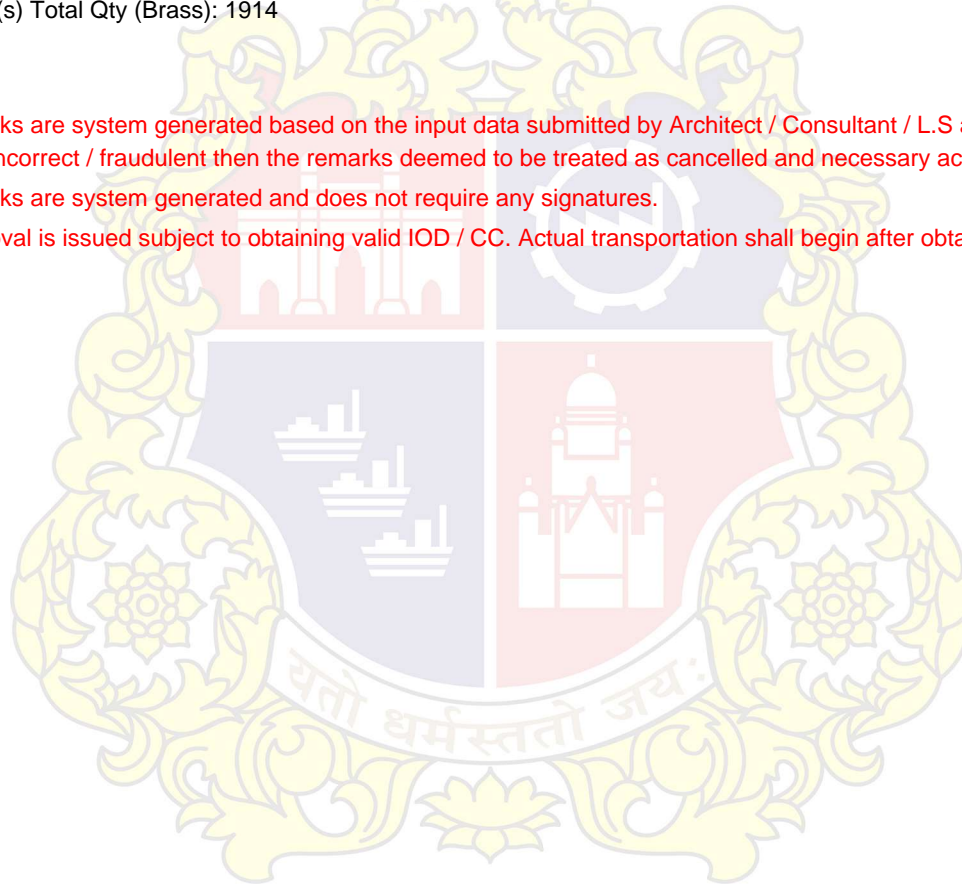 (s) Total Qty (Brass): 1914
ks are system generated based on the input data submitted by Architect / Consultant / L.S a
ncorrect / fraudulent then the remarks deemed to be treated as cancelled and necessary ac
ks are system generated and does not require any signatures.
oval is issued subject to obtaining valid IOD / CC. Actual transportation shall begin after obta
यतो धर्मस्ततो जय: